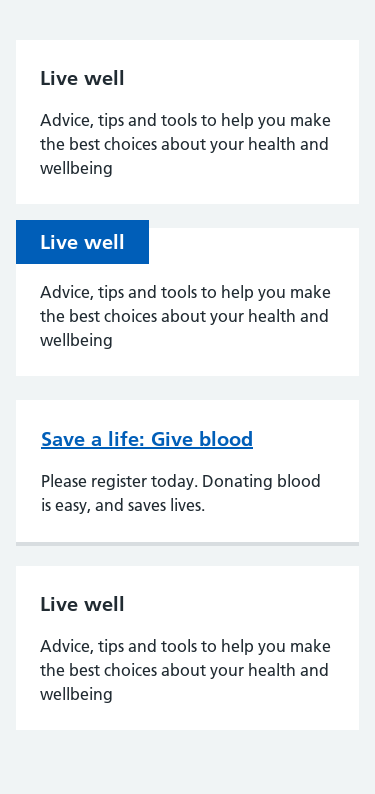 Live well
Advice, tips and tools to help you make
the best choices about your health and
wellbeing
Live well
Advice, tips and tools to help you make
the best choices about your health and
wellbeing
Save a life: Give blood
Please register today. Donating blood
is easy, and saves lives.
Live well
Advice, tips and tools to help you make
the best choices about your health and
wellbeing